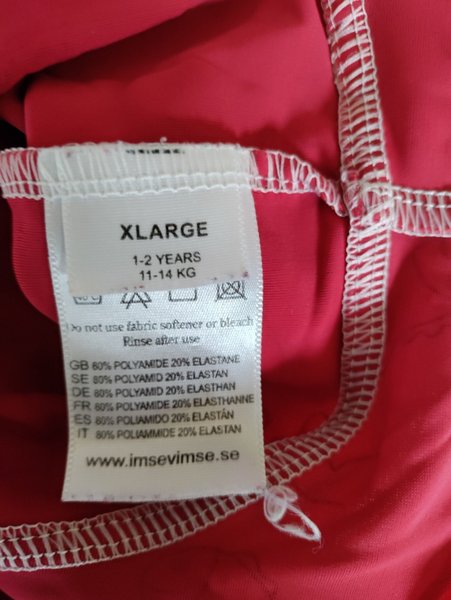 XLARGE
1-2 YEARS
11-14 KG
Do not use fabric softener or bleach
Rinse after use
GB 80% POLYAMIDE 20% ELASTANE
SE 80% POLYAMID 20% ELASTAN
DE 80% POLYAMID 20% ELASTHAN
FR 80% POLYAMIDE 20% ELASTHANNE
ES 80% POLIAMIDO 20% ELASTÁN
IT 80% POLIAMMIDE 20% ELASTAN
www.imsevimse.se